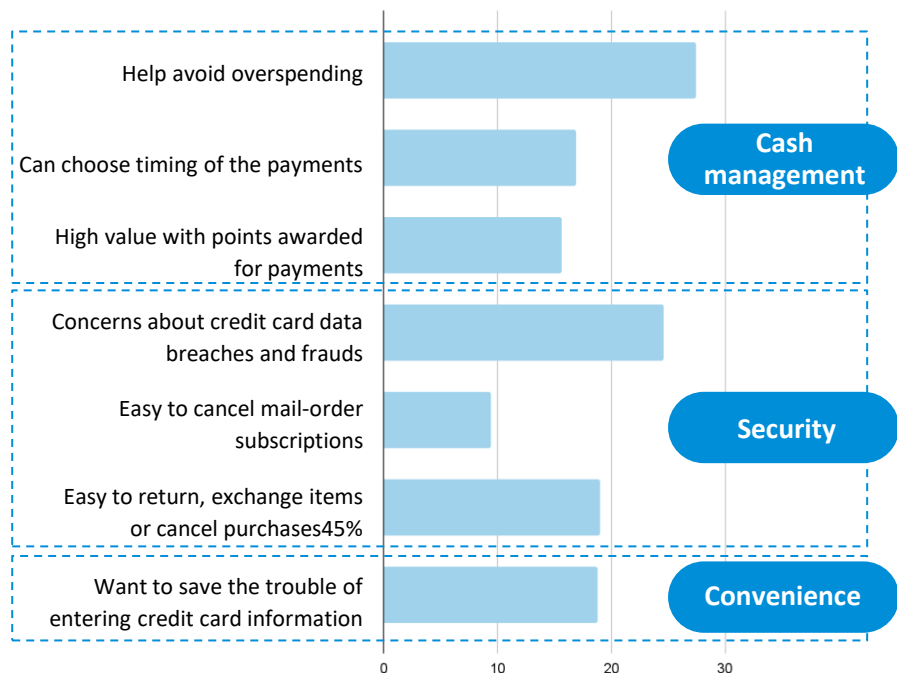 Help avoid overspending
Can choose timing of the payments
High value with points awarded
for payments
Cash
management
Concerns about credit card data
breaches and frauds
Easy to cancel mail-order
subscriptions
Easy to return, exchange items
or cancel purchases45%
Security
Want to save the trouble of
entering credit card information
Convenience
0 10 20 30